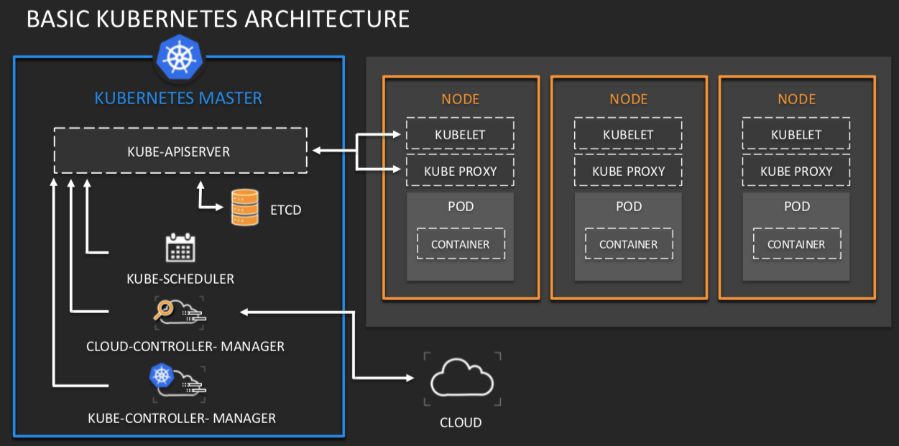 BASIC KUBERNETES ARCHITECTURE
KUBERNETES MASTER
KUBE-APISERVER
ETCD
KUBE-SCHEDULER
CLOUD-CONTROLLER- MANAGER
KUBE-CONTROLLER- MANAGER
NODE
KUBELET
KUBE PROXY
POD
CONTAINER
NODE
KUBELET
KUBE PROXY
POD
CONTAINER
NODE
KUBELET
KUBE PROXY
POD
CONTAINER
CLOUD